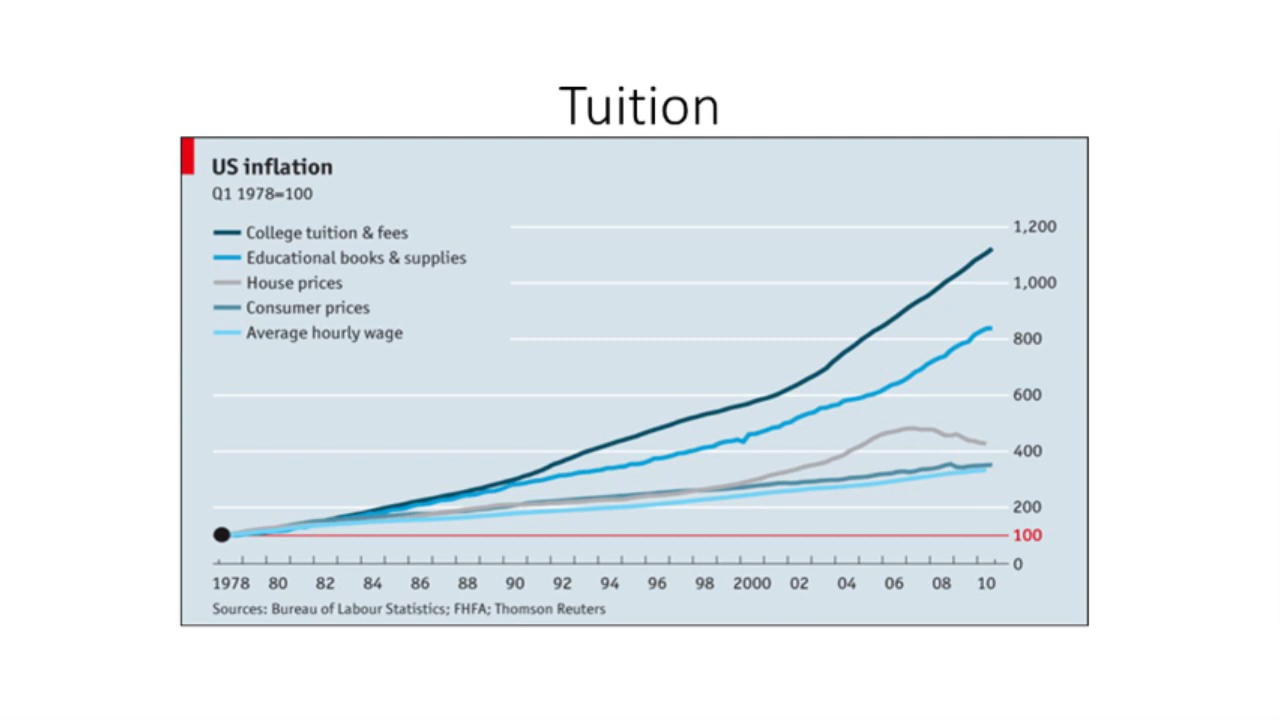 Tuition
US inflation
Q1 1978=100
College tuition & fees
Educational books & supplies
House prices
Consumer prices
Average hourly wage
1,200
1,000
800
600
400
200
100
0
1978 80 82 84 86 88 90 92 94 96 98 2000 02 04 06 08 10
Sources: Bureau of Labour Statistics; FHFA; Thomson Reuters